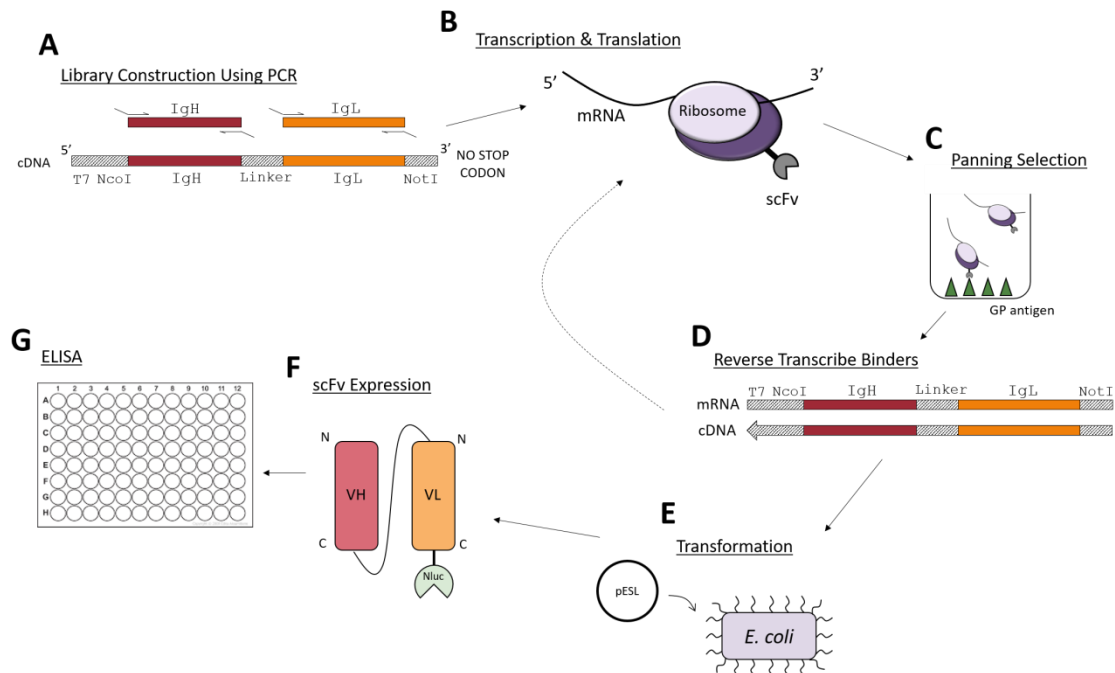 A
Library Construction Using PCR
IgH
IgL
cDNA
5’
3’
NO STOP
CODON
T7 NcoI IgH Linker IgL NotI
B
Transcription & Translation
5’
3’
mRNA
Ribosome
scFv
C
Panning Selection
GP antigen
D
Reverse Transcribe Binders
T7 NcoI IgH Linker IgL NotI
mRNA
cDNA
E
Transformation
pESL
E. coli
F
scFv Expression
N
N
VH
VL
C
C
Nluc
G
ELISA
1 2 3 4 5 6 7 8 9 10 11 12
A
B
C
D
E
F
G
H